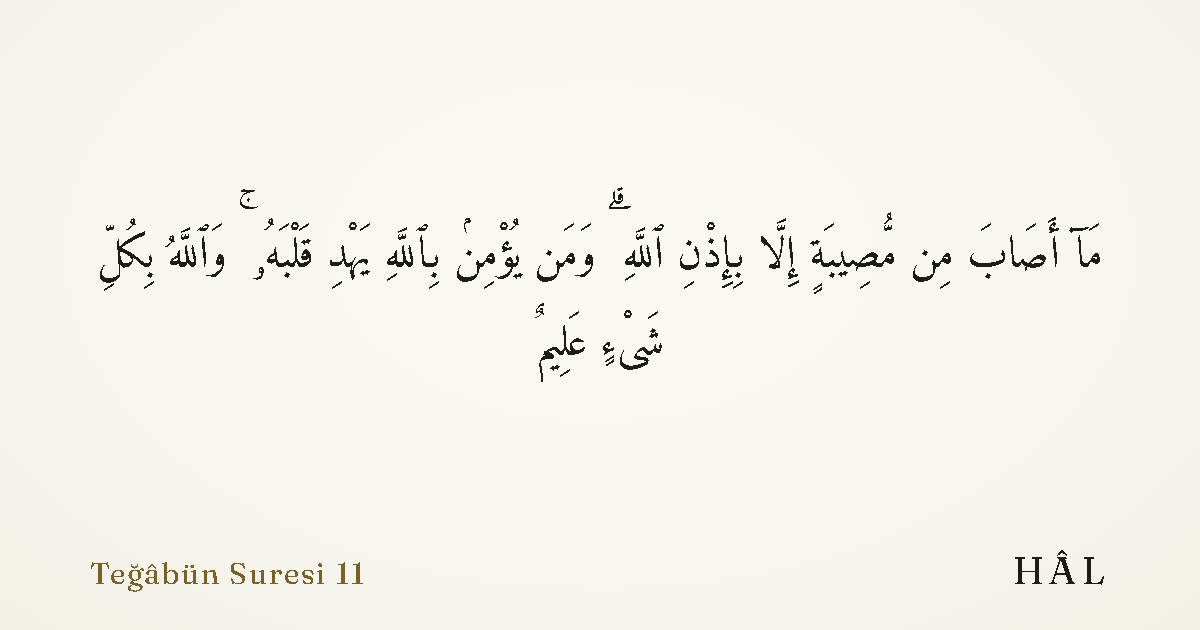 مَآ أَصَابَ مِن مُّصِيبَةٍ إِلَّا بِإِذْنِ ٱللَّهِ ۗ وَمَن يُؤْمِنۢ بِٱللَّهِ يَهْدِ قَلْبَهُۥ ۚ وَٱللَّهُ بِكُلِّ
شَىْءٍ عَلِيمٌ
Teğâbün Suresi 11
HÂL